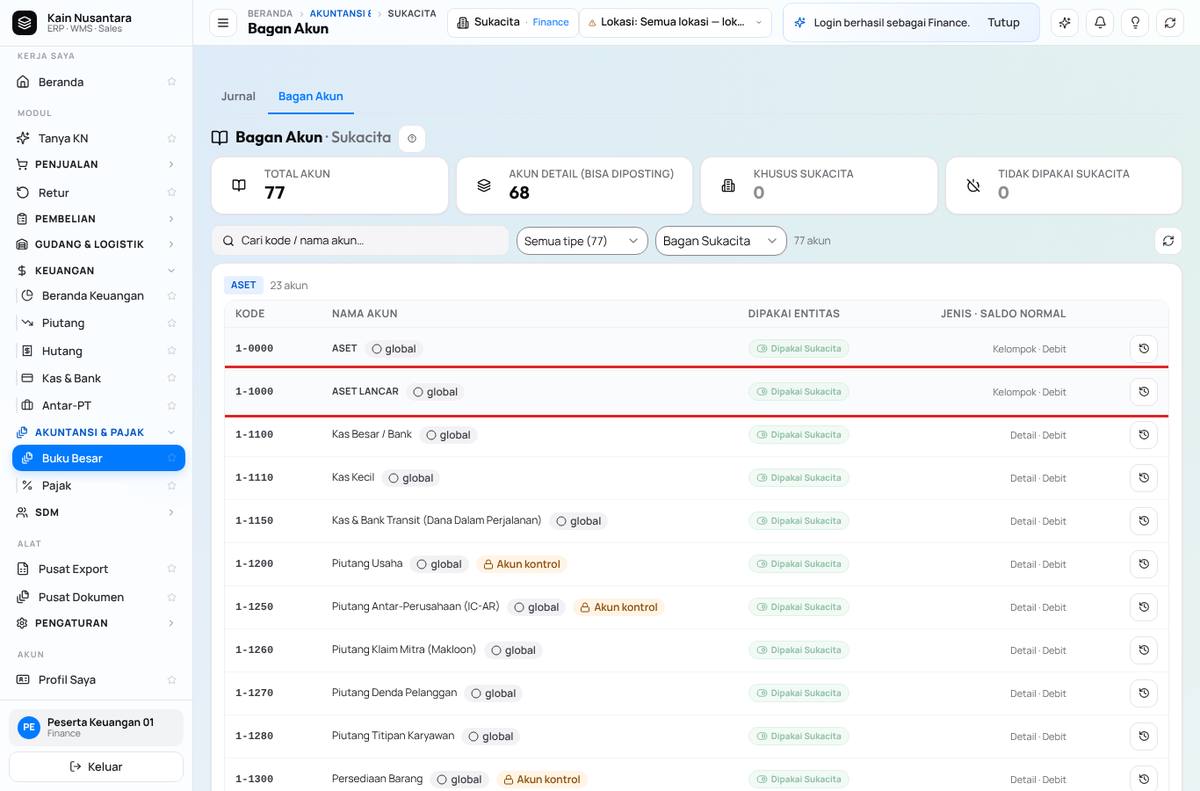 Kain Nusantara
ERP · WMS · Sales
KERJA SAYA
Beranda
MODUL
Tanya KN
PENJUALAN
Retur
PEMBELIAN
GUDANG & LOGISTIK
KEUANGAN
Beranda Keuangan
Piutang
Hutang
Kas & Bank
Antar-PT
AKUNTANSI & PAJAK
Buku Besar
Pajak
SDM
ALAT
Pusat Export
Pusat Dokumen
PENGATURAN
AKUN
Profil Saya
PE Peserta Keuangan 01
Finance
Keluar
BERANDA > AKUNTANSI & > SUKACITA
Bagan Akun
Sukacita · Finance
Lokasi: Semua lokasi — lok...
Login berhasil sebagai Finance. Tutup
Jurnal Bagan Akun
Bagan Akun · Sukacita
TOTAL AKUN
77
AKUN DETAIL (BISA DIPOSTING)
68
KHUSUS SUKACITA
0
TIDAK DIPAKAI SUKACITA
0
Cari kode / nama akun... Semua tipe (77) Bagan Sukacita 77 akun
ASET 23 akun
KODE NAMA AKUN DIPAKAI ENTITAS JENIS · SALDO NORMAL
1-0000 ASET global Dipakai Sukacita Kelompok · Debit
1-1000 ASET LANCAR global Dipakai Sukacita Kelompok · Debit
1-1100 Kas Besar / Bank global Dipakai Sukacita Detail · Debit
1-1110 Kas Kecil global Dipakai Sukacita Detail · Debit
1-1150 Kas & Bank Transit (Dana Dalam Perjalanan) global Dipakai Sukacita Detail · Debit
1-1200 Piutang Usaha global Akun kontrol Dipakai Sukacita Detail · Debit
1-1250 Piutang Antar-Perusahaan (IC-AR) global Akun kontrol Dipakai Sukacita Detail · Debit
1-1260 Piutang Klaim Mitra (Makloon) global Dipakai Sukacita Detail · Debit
1-1270 Piutang Denda Pelanggan global Dipakai Sukacita Detail · Debit
1-1280 Piutang Titipan Karyawan global Dipakai Sukacita Detail · Debit
1-1300 Persediaan Barang global Akun kontrol Dipakai Sukacita Detail · Debit